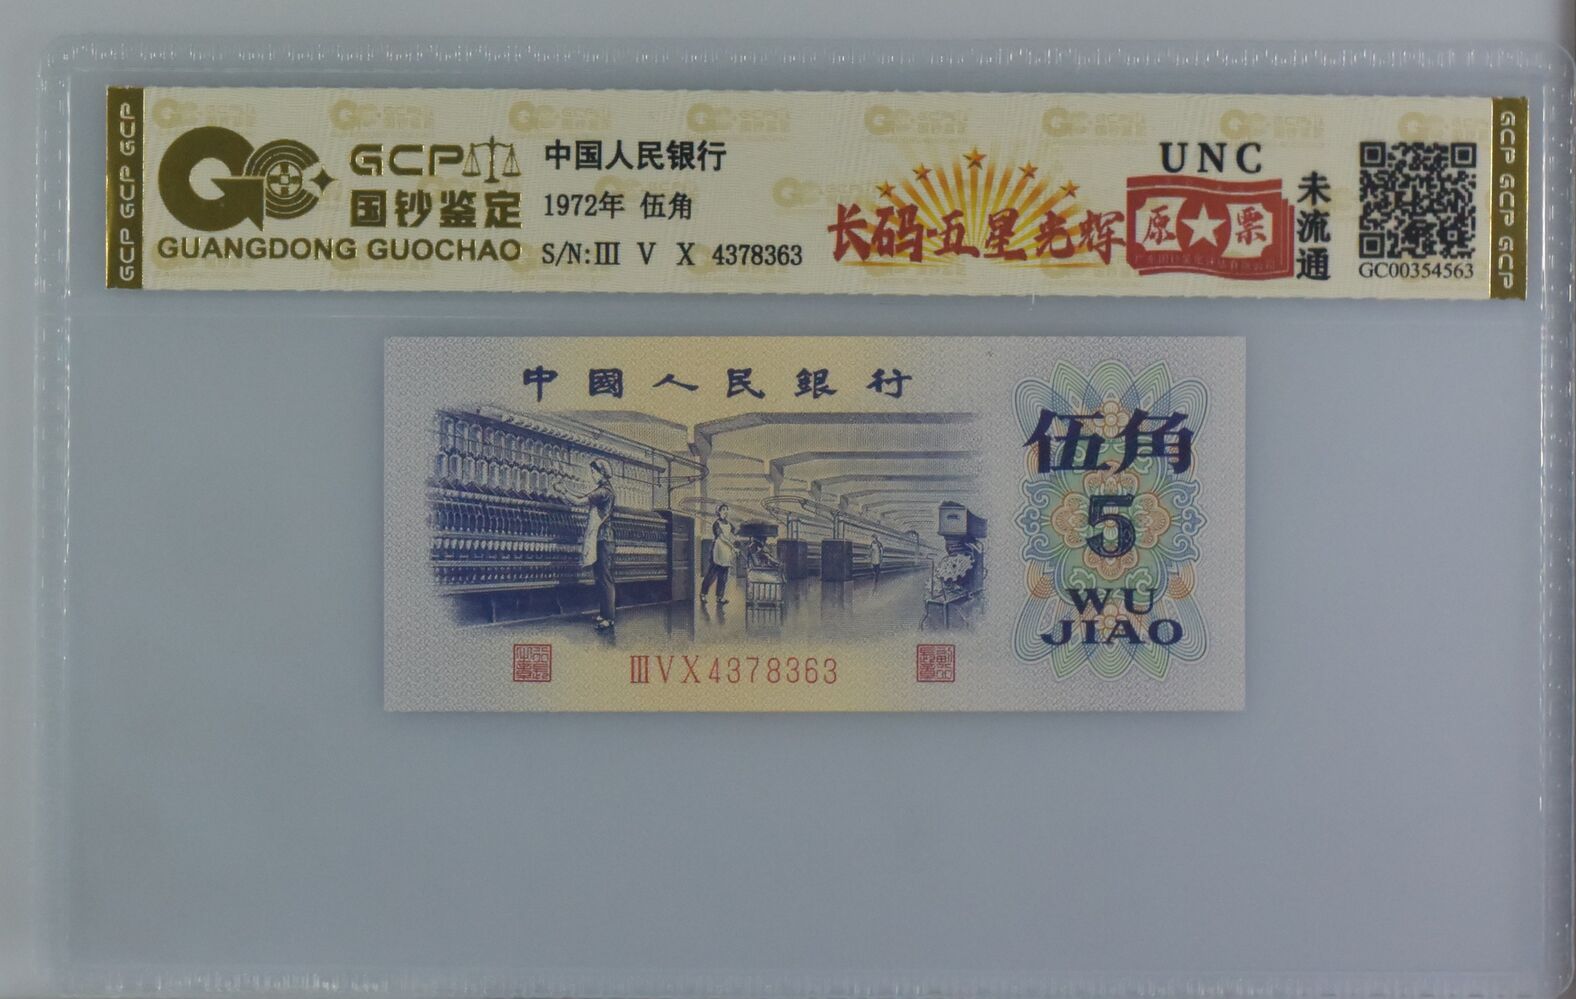 GCP GCP GCP
GCP
国钞鉴定
GUANGDONG GUOCHAO
中国人民银行
1972年 伍角
S/N:Ⅲ V X 4378363
长码-五星光辉
UNC
原★票
未流通
GC00354563
GCP GCP GCP
中國人民銀行
伍角
5
WU
JIAO
ⅢVX4378363